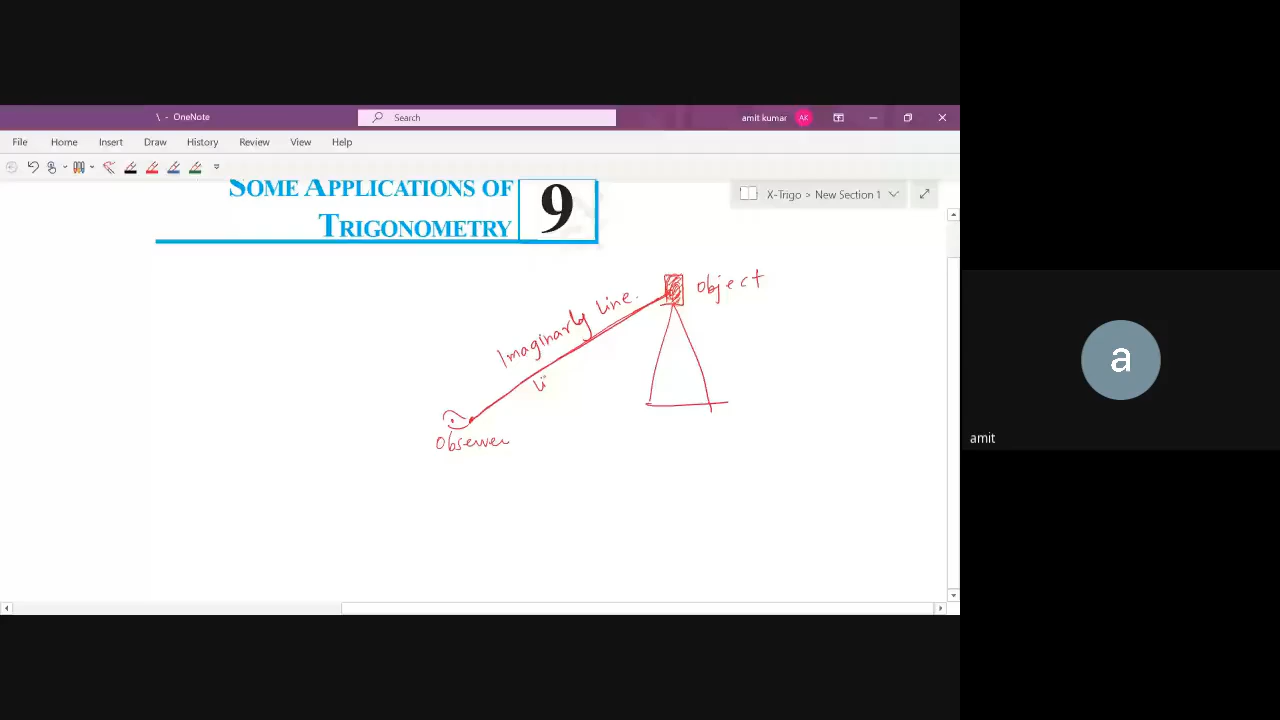 \ - OneNote
Search
amit kumar
AK
File Home Insert Draw History Review View Help
SOME APPLICATIONS OF
TRIGONOMETRY
9
X-Trigo > New Section 1
object
Imaginarly line.
Li
Observer
a
amit